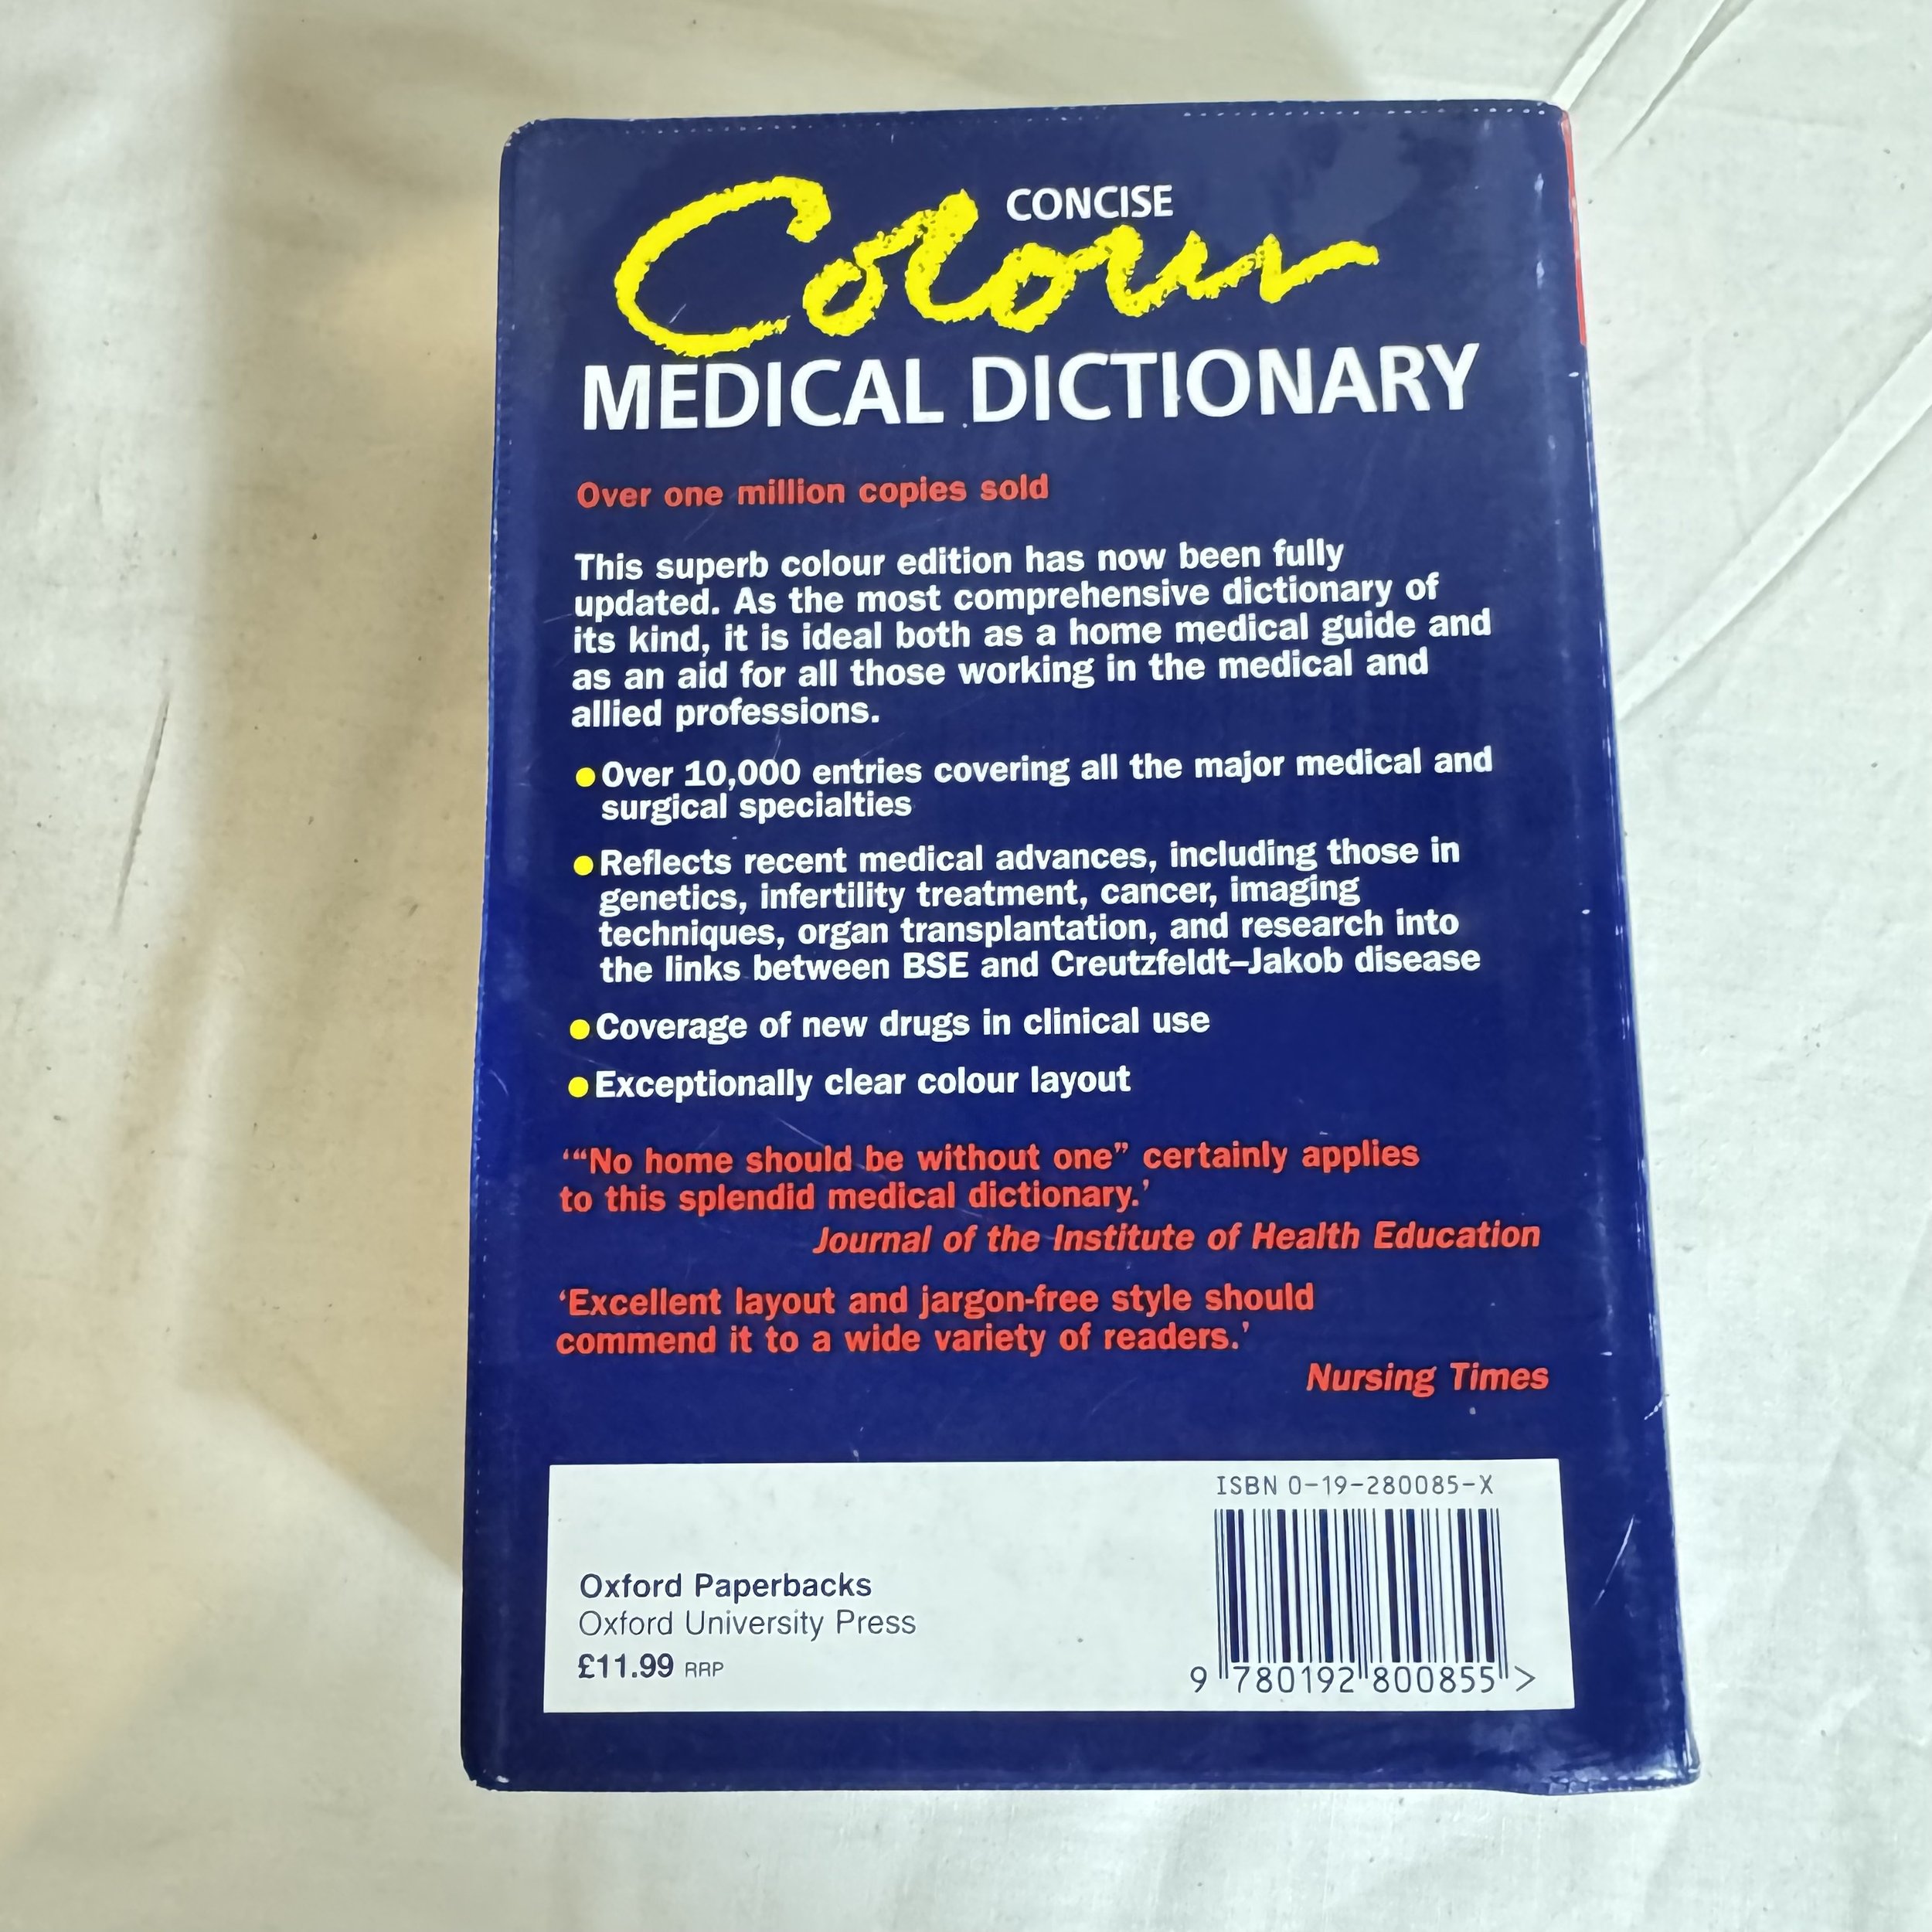 CONCISE
Colour
MEDICAL DICTIONARY
Over one million copies sold
This superb colour edition has now been fully
updated. As the most comprehensive dictionary of
its kind, it is ideal both as a home medical guide and
as an aid for all those working in the medical and
allied professions.
● Over 10,000 entries covering all the major medical and
surgical specialties
● Reflects recent medical advances, including those in
genetics, infertility treatment, cancer, imaging
techniques, organ transplantation, and research into
the links between BSE and Creutzfeldt–Jakob disease
● Coverage of new drugs in clinical use
● Exceptionally clear colour layout
‘“No home should be without one” certainly applies
to this splendid medical dictionary.’
Journal of the Institute of Health Education
‘Excellent layout and jargon-free style should
commend it to a wide variety of readers.’
Nursing Times
ISBN 0-19-280085-X
Oxford Paperbacks
Oxford University Press
£11.99 RRP
9 780192 800855 >